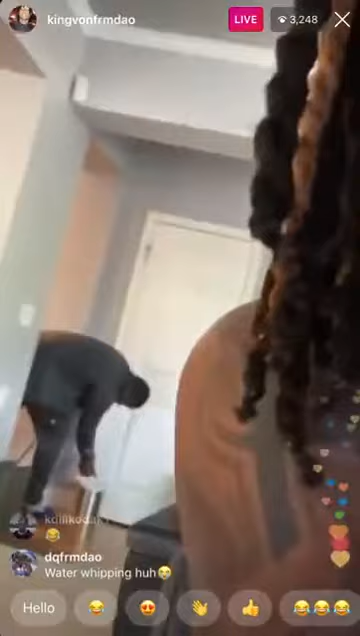 kingvonfrmdao
LIVE
3,248
dqfrmdao
Water whipping huh😭
Hello